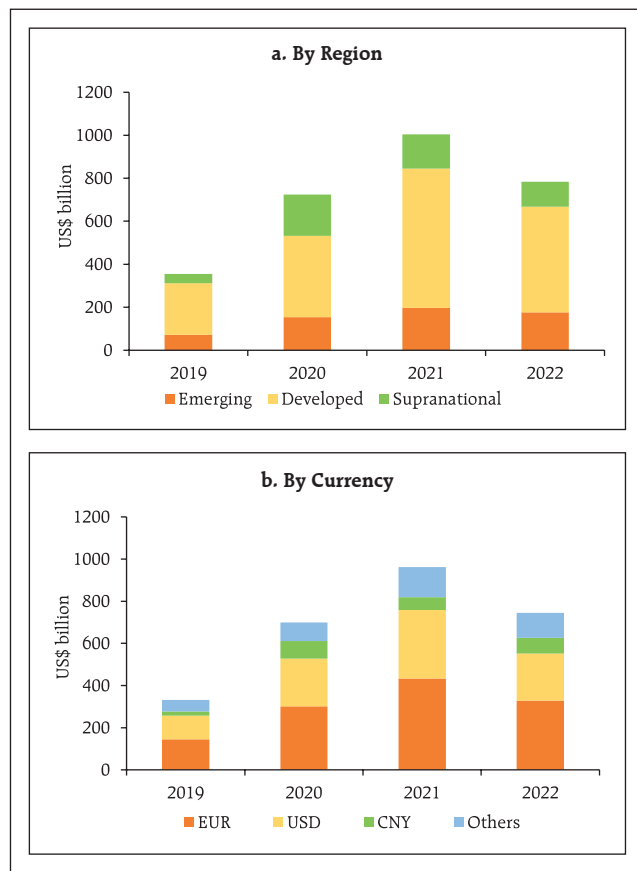 a. By Region
1200
1000
800
600
400
200
0
US$ billion
2019 2020 2021 2022
Emerging Developed Supranational
b. By Currency
1200
1000
800
600
400
200
0
US$ billion
2019 2020 2021 2022
EUR USD CNY Others